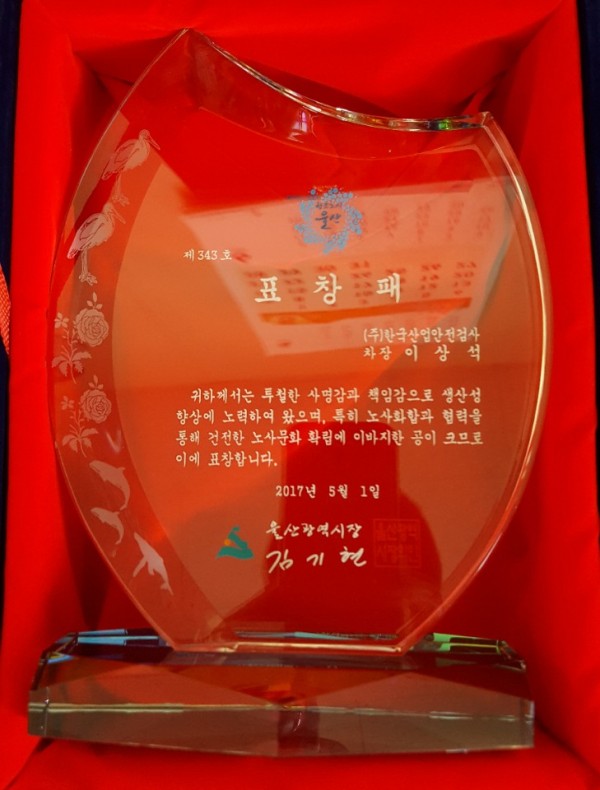 울산
제 343 호
표 창 패
(주)한국산업안전검사
차장 이 상 석
귀하께서는 투철한 사명감과 책임감으로 생산성
향상에 노력하여 왔으며, 특히 노사화합과 협력을
통해 건전한 노사문화 확립에 이바지한 공이 크므로
이에 표창합니다.
2017년 5월 1일
울산광역시장
김 기 현